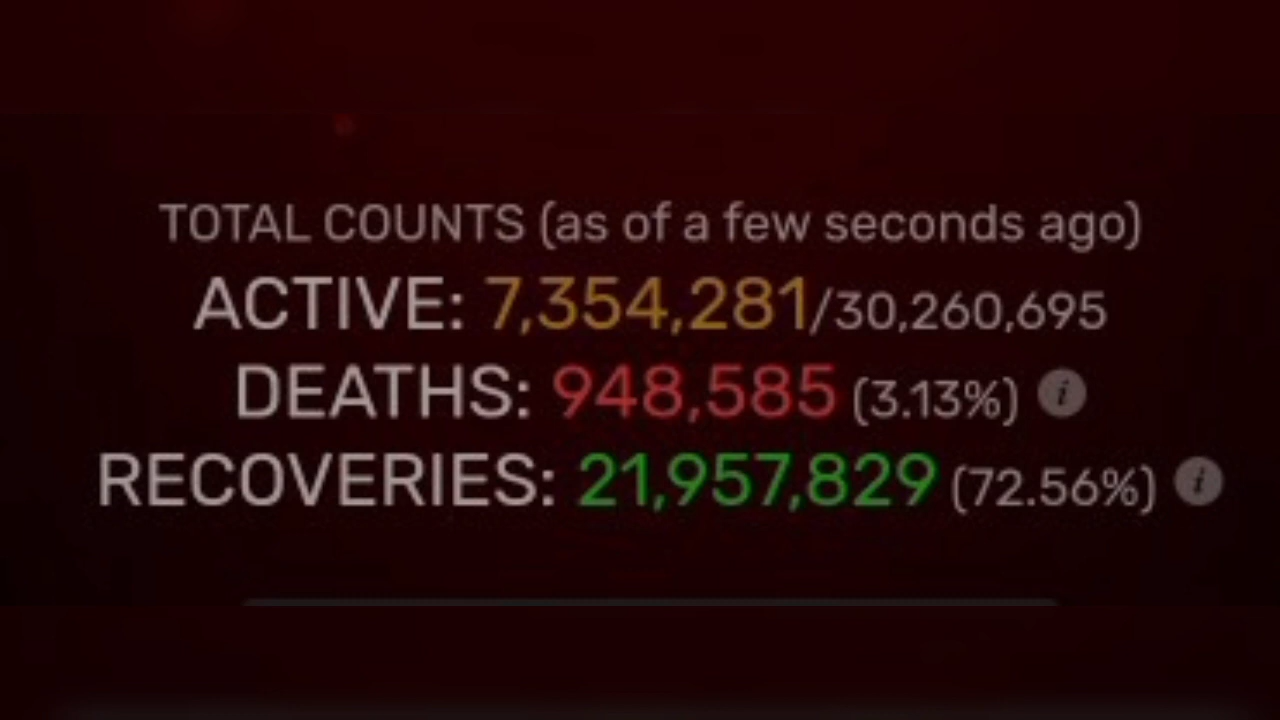 TOTAL COUNTS (as of a few seconds ago)
ACTIVE: 7,354,281/30,260,695
DEATHS: 948,585 (3.13%) i
RECOVERIES: 21,957,829 (72.56%) i